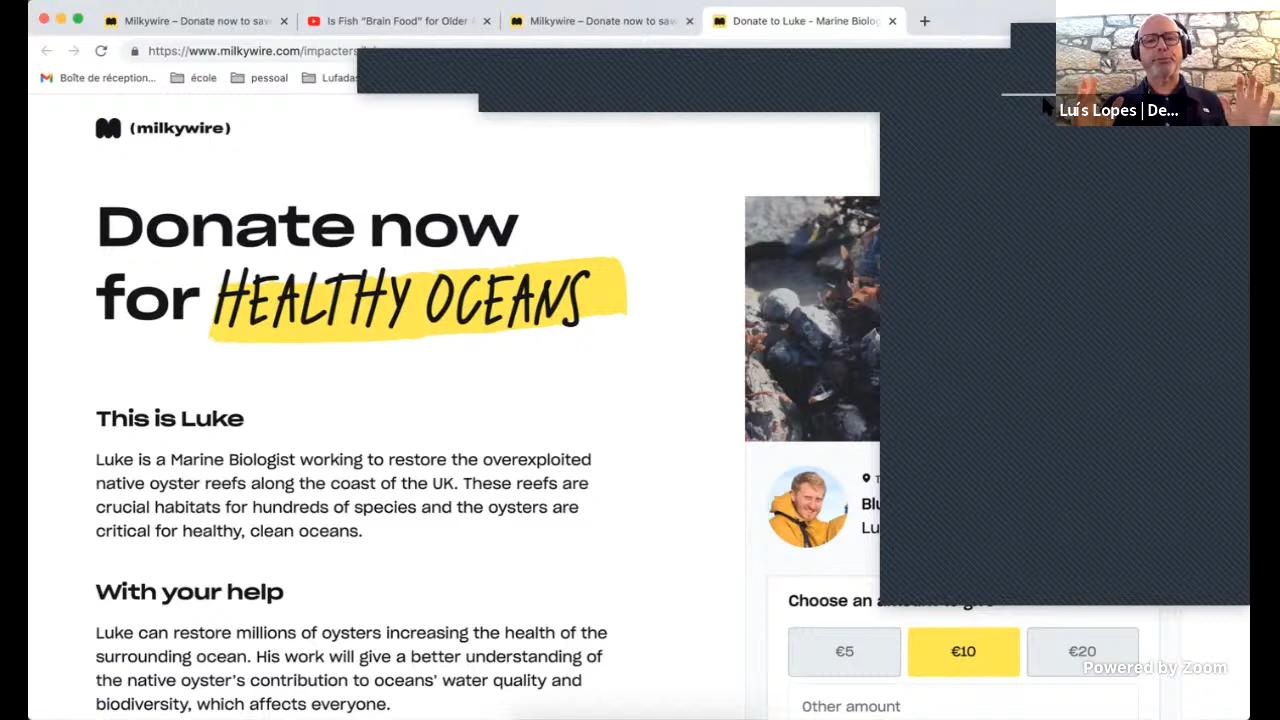 Milkywire – Donate now to sav
Is Fish “Brain Food” for Older
Milkywire – Donate now to sav
Donate to Luke - Marine Biolog
https://www.milkywire.com/impacters
Boîte de réception...
école
pessoal
Lufadas
Luís Lopes | De...
(milkywire)
Donate now
for HEALTHY OCEANS
This is Luke
Luke is a Marine Biologist working to restore the overexploited
native oyster reefs along the coast of the UK. These reefs are
crucial habitats for hundreds of species and the oysters are
critical for healthy, clean oceans.
With your help
Luke can restore millions of oysters increasing the health of the
surrounding ocean. His work will give a better understanding of
the native oyster's contribution to oceans' water quality and
biodiversity, which affects everyone.
Blu
Lu
Choose an amount to give
€5
€10
€20
Other amount
Powered by Zoom